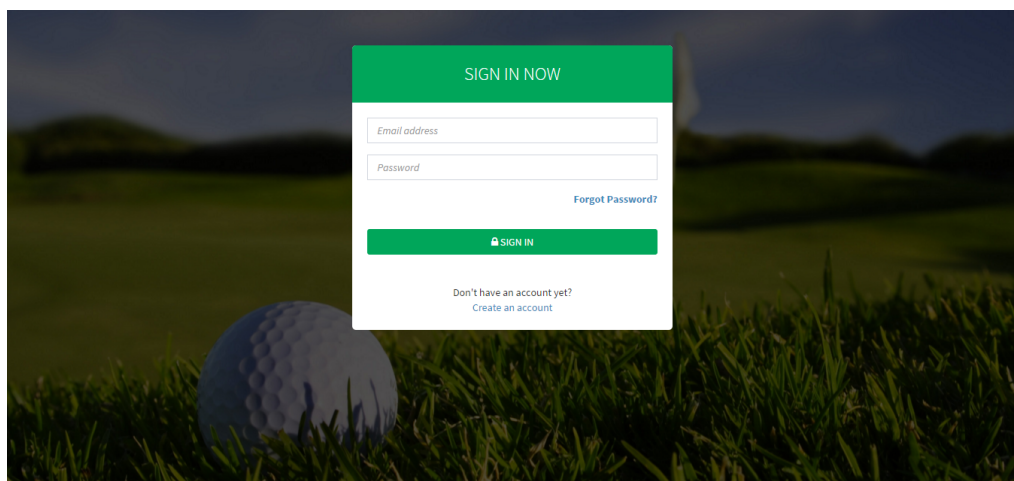 SIGN IN NOW
Email address
Password
Forgot Password?
SIGN IN
Don't have an account yet?
Create an account